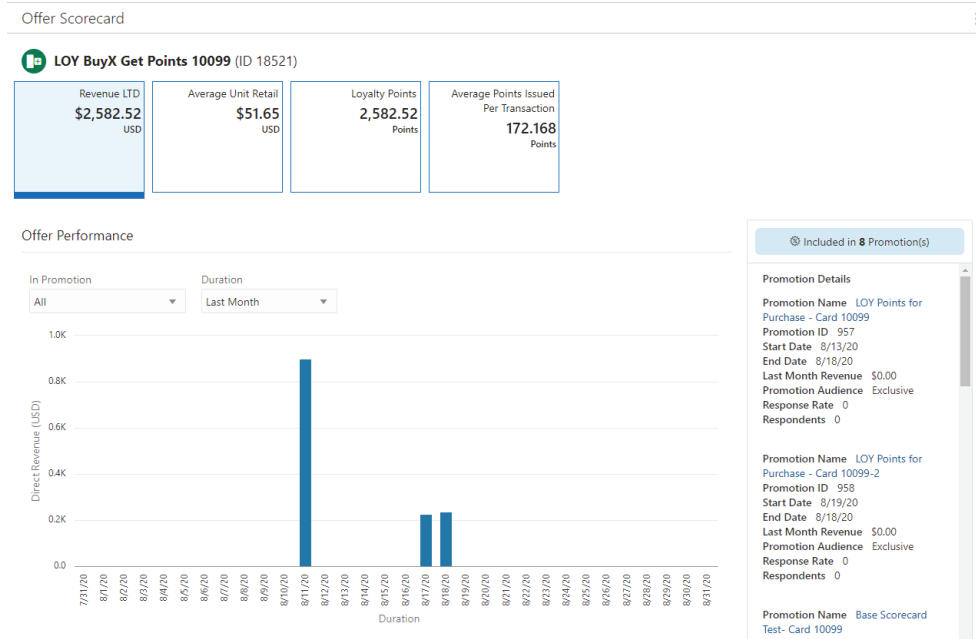 Offer Scorecard
LOY BuyX Get Points 10099 (ID 18521)
Revenue LTD
$2,582.52
USD
Average Unit Retail
$51.65
USD
Loyalty Points
2,582.52
Points
Average Points Issued
Per Transaction
172.168
Points
Offer Performance
In Promotion
All
Duration
Last Month
1.0K
0.8K
0.6K
0.4K
0.2K
0.0
Direct Revenue (USD)
7/31/20
8/1/20
8/2/20
8/3/20
8/4/20
8/5/20
8/6/20
8/7/20
8/8/20
8/9/20
8/10/20
8/11/20
8/12/20
8/13/20
8/14/20
8/15/20
8/16/20
8/17/20
8/18/20
8/19/20
8/20/20
8/21/20
8/22/20
8/23/20
8/24/20
8/25/20
8/26/20
8/27/20
8/28/20
8/29/20
8/30/20
8/31/20
Duration
Included in 8 Promotion(s)
Promotion Details
Promotion Name LOY Points for
Purchase - Card 10099
Promotion ID 957
Start Date 8/13/20
End Date 8/18/20
Last Month Revenue $0.00
Promotion Audience Exclusive
Response Rate 0
Respondents 0
Promotion Name LOY Points for
Purchase - Card 10099-2
Promotion ID 958
Start Date 8/19/20
End Date 8/18/20
Last Month Revenue $0.00
Promotion Audience Exclusive
Response Rate 0
Respondents 0
Promotion Name Base Scorecard
Test- Card 10099